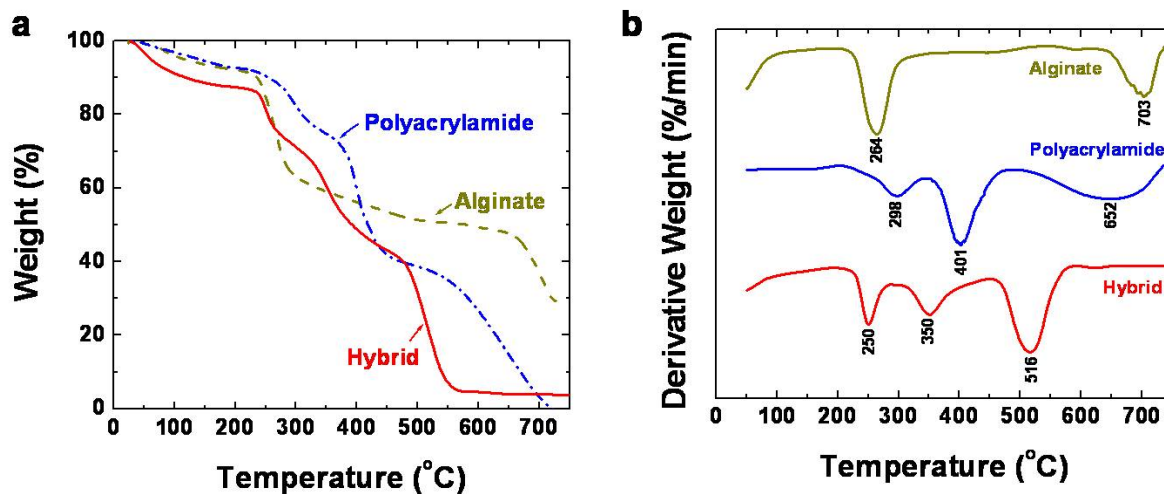 a
100
80
60
40
20
0
Weight (%)
Polyacrylamide
Alginate
Hybrid
0 100 200 300 400 500 600 700
Temperature (°C)
b
Derivative Weight (%/min)
Alginate
264
703
Polyacrylamide
298
401
652
Hybrid
250
350
516
0 100 200 300 400 500 600 700
Temperature (°C)